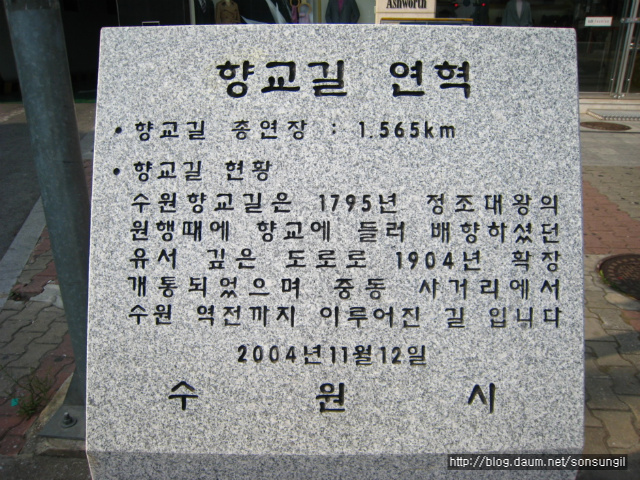 Ashworth
향교길 연혁
• 향교길 총연장 : 1.565km
• 향교길 현황
수원향교길은 1795년 정조대왕의
원행때에 향교에 들러 배향하셨던
유서 깊은 도로로 1904년 확장
개통되었으며 중동 사거리에서
수원 역전까지 이루어진 길 입니다
2004년11월12일
수 원 시
http://blog.daum.net/sonsungil